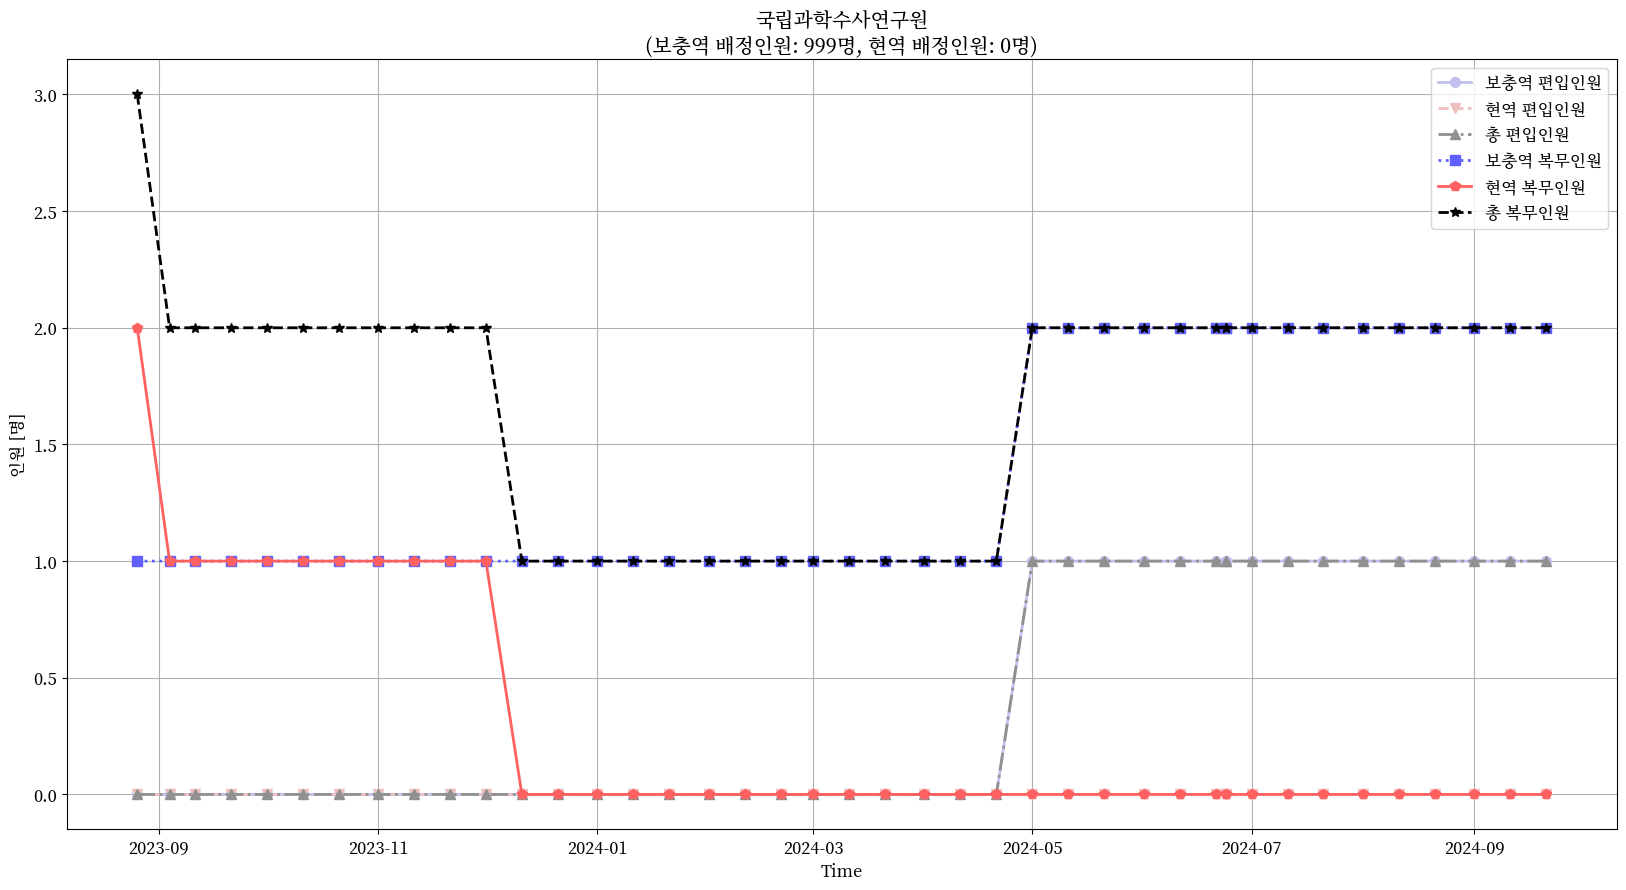 국립과학수사연구원
(보충역 배정인원: 999명, 현역 배정인원: 0명)
보충역 편입인원
현역 편입인원
총 편입인원
보충역 복무인원
현역 복무인원
총 복무인원
3.0
2.5
2.0
1.5
1.0
0.5
0.0
인원 [명]
2023-09 2023-11 2024-01 2024-03 2024-05 2024-07 2024-09
Time